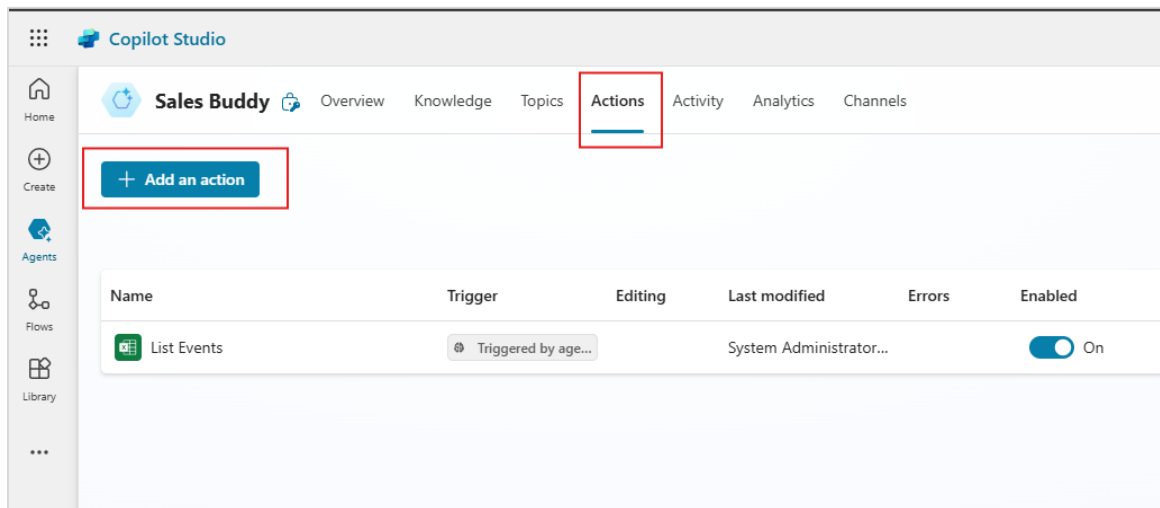 Copilot Studio
Home
Sales Buddy Overview Knowledge Topics Actions Activity Analytics Channels
Create
+ Add an action
Agents
Name Trigger Editing Last modified Errors Enabled
Flows
List Events Triggered by age... System Administrator... On
Library
...